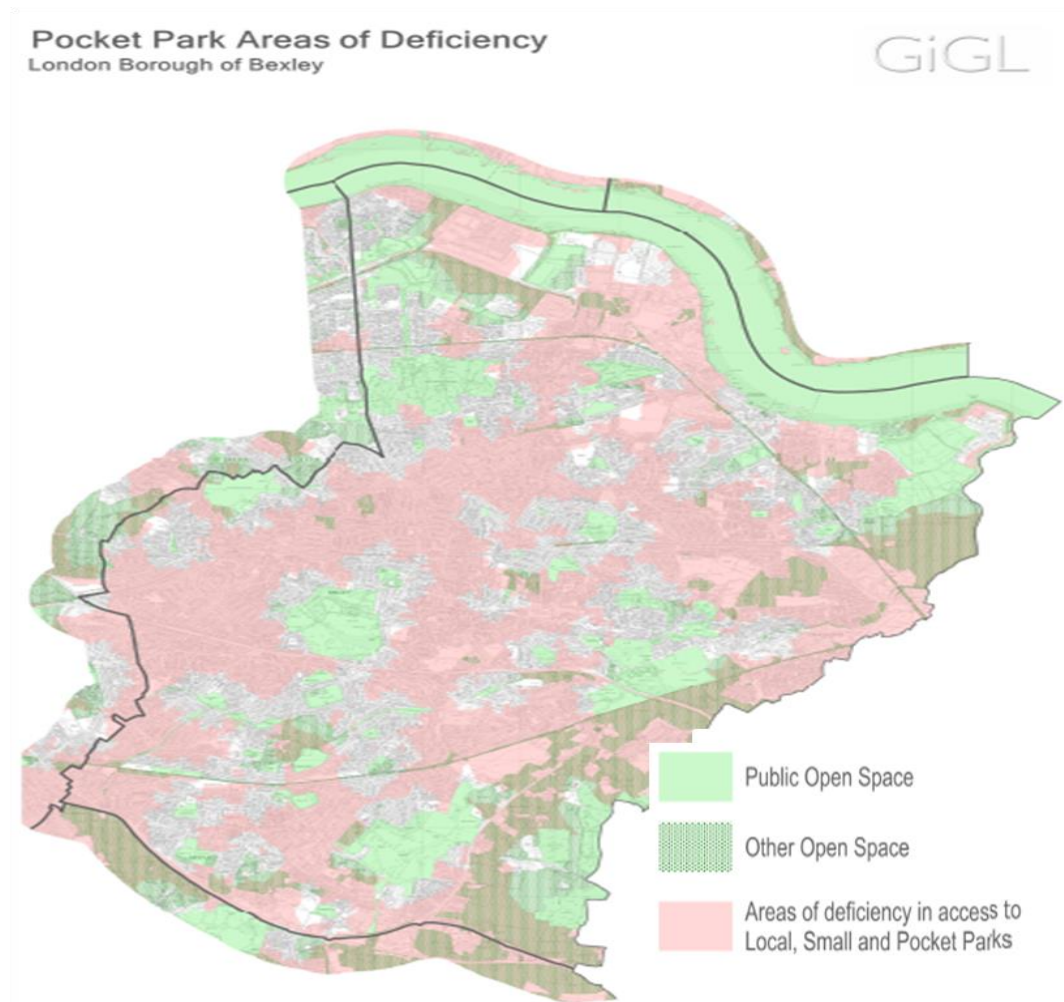 Pocket Park Areas of Deficiency
London Borough of Bexley
GiGL
Public Open Space
Other Open Space
Areas of deficiency in access to
Local, Small and Pocket Parks